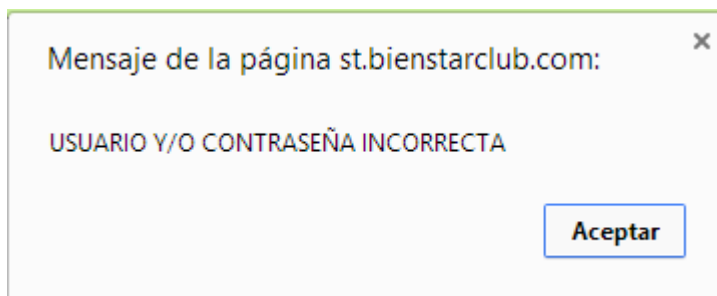 Mensaje de la página st.bienstarclub.com:
USUARIO Y/O CONTRASEÑA INCORRECTA
Aceptar